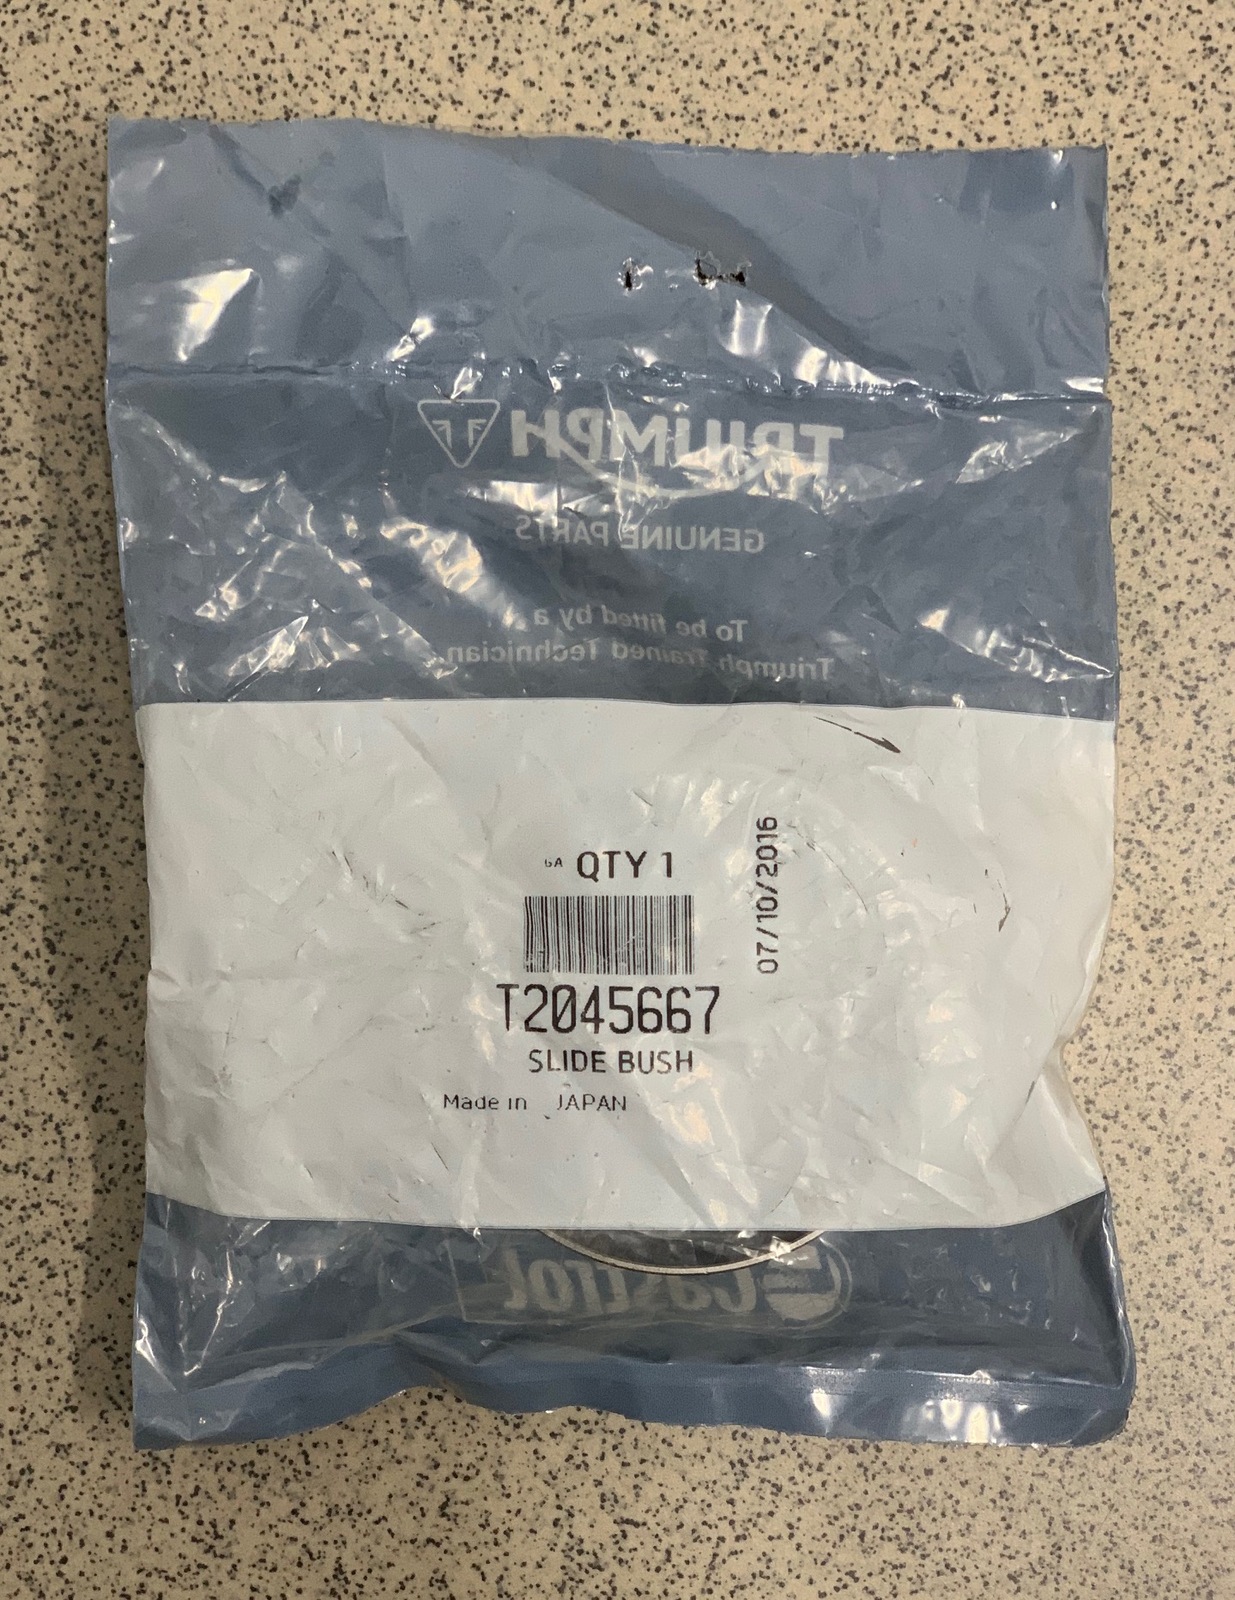 TRIUMPH
GENUINE PARTS
To be fitted by a
Triumph Trained Technician.
QTY 1
07/10/2016
T2045667
SLIDE BUSH
Made in JAPAN
Castrol